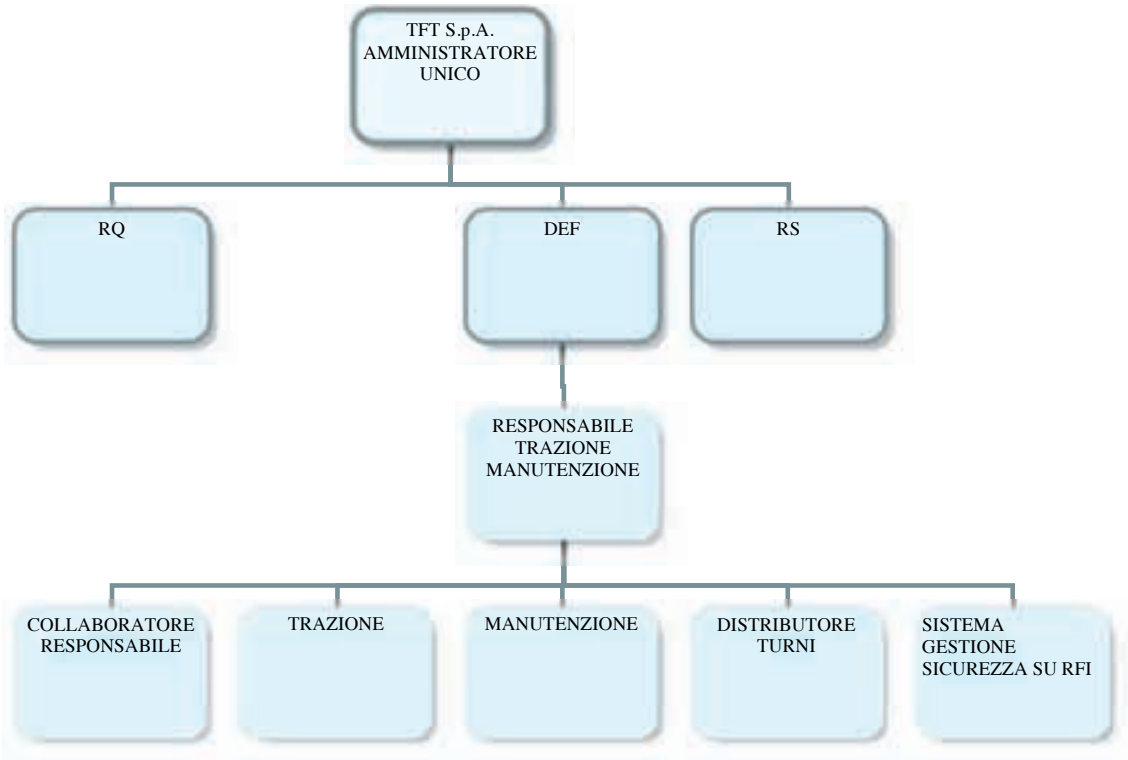 TFT S.p.A.
AMMINISTRATORE
UNICO
RQ
DEF
RS
RESPONSABILE
TRAZIONE
MANUTENZIONE
COLLABORATORE
RESPONSABILE
TRAZIONE
MANUTENZIONE
DISTRIBUTORE
TURNI
SISTEMA
GESTIONE
SICUREZZA SU RFI